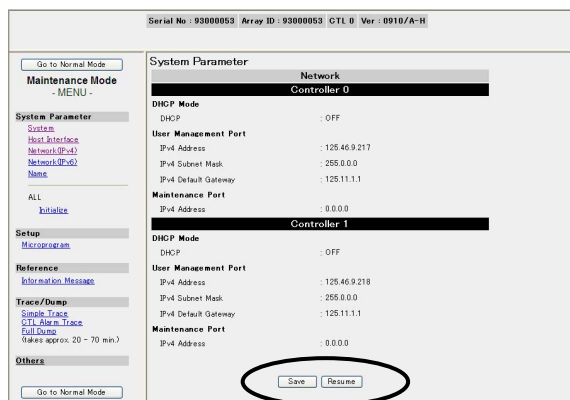 Serial No : 93000053 Array ID : 93000053 CTL 0 Ver : 0910/A-H
Go to Normal Mode
Maintenance Mode
- MENU -
System Parameter
System
Host Interface
Network(IPv4)
Network(IPv6)
Name
ALL
Initialize
Setup
Microprogram
Reference
Information Message
Trace/Dump
Simple Trace
CTL Alarm Trace
Full Dump
(takes approx. 20 - 70 min.)
Others
Go to Normal Mode
System Parameter
Network
Controller 0
DHCP Mode
DHCP : OFF
User Management Port
IPv4 Address : 125.46.9.217
IPv4 Subnet Mask : 255.0.0.0
IPv4 Default Gateway : 125.11.1.1
Maintenance Port
IPv4 Address : 0.0.0.0
Controller 1
DHCP Mode
DHCP : OFF
User Management Port
IPv4 Address : 125.46.9.218
IPv4 Subnet Mask : 255.0.0.0
IPv4 Default Gateway : 125.11.1.1
Maintenance Port
IPv4 Address : 0.0.0.0
Save Resume